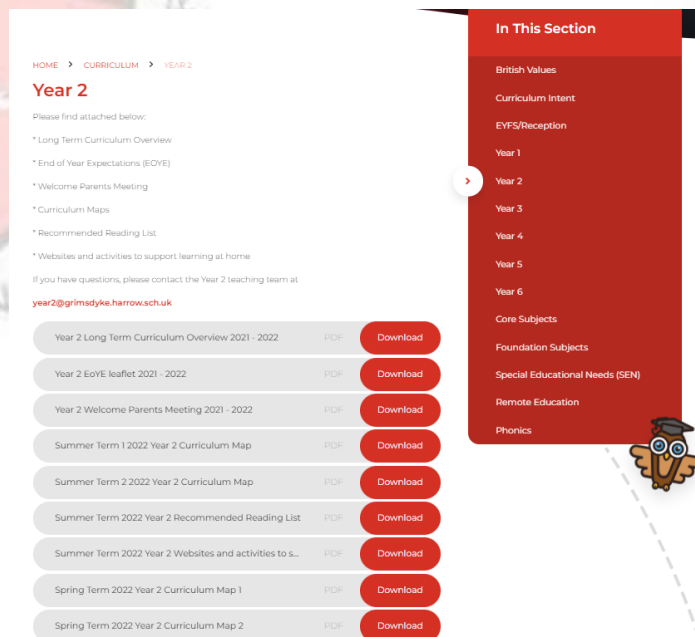 HOME > CURRICULUM > YEAR 2
Year 2
Please find attached below:
* Long Term Curriculum Overview
* End of Year Expectations (EOYE)
* Welcome Parents Meeting
* Curriculum Maps
* Recommended Reading List
* Websites and activities to support learning at home
If you have questions, please contact the Year 2 teaching team at
year2@grimsdyke.harrow.sch.uk
Year 2 Long Term Curriculum Overview 2021 - 2022 PDF Download
Year 2 EoYE leaflet 2021 - 2022 PDF Download
Year 2 Welcome Parents Meeting 2021 - 2022 PDF Download
Summer Term 1 2022 Year 2 Curriculum Map PDF Download
Summer Term 2 2022 Year 2 Curriculum Map PDF Download
Summer Term 2022 Year 2 Recommended Reading List PDF Download
Summer Term 2022 Year 2 Websites and activities to s... PDF Download
Spring Term 2022 Year 2 Curriculum Map 1 PDF Download
Spring Term 2022 Year 2 Curriculum Map 2 PDF Download
In This Section
British Values
Curriculum Intent
EYFS/Reception
Year 1
Year 2
Year 3
Year 4
Year 5
Year 6
Core Subjects
Foundation Subjects
Special Educational Needs (SEN)
Remote Education
Phonics